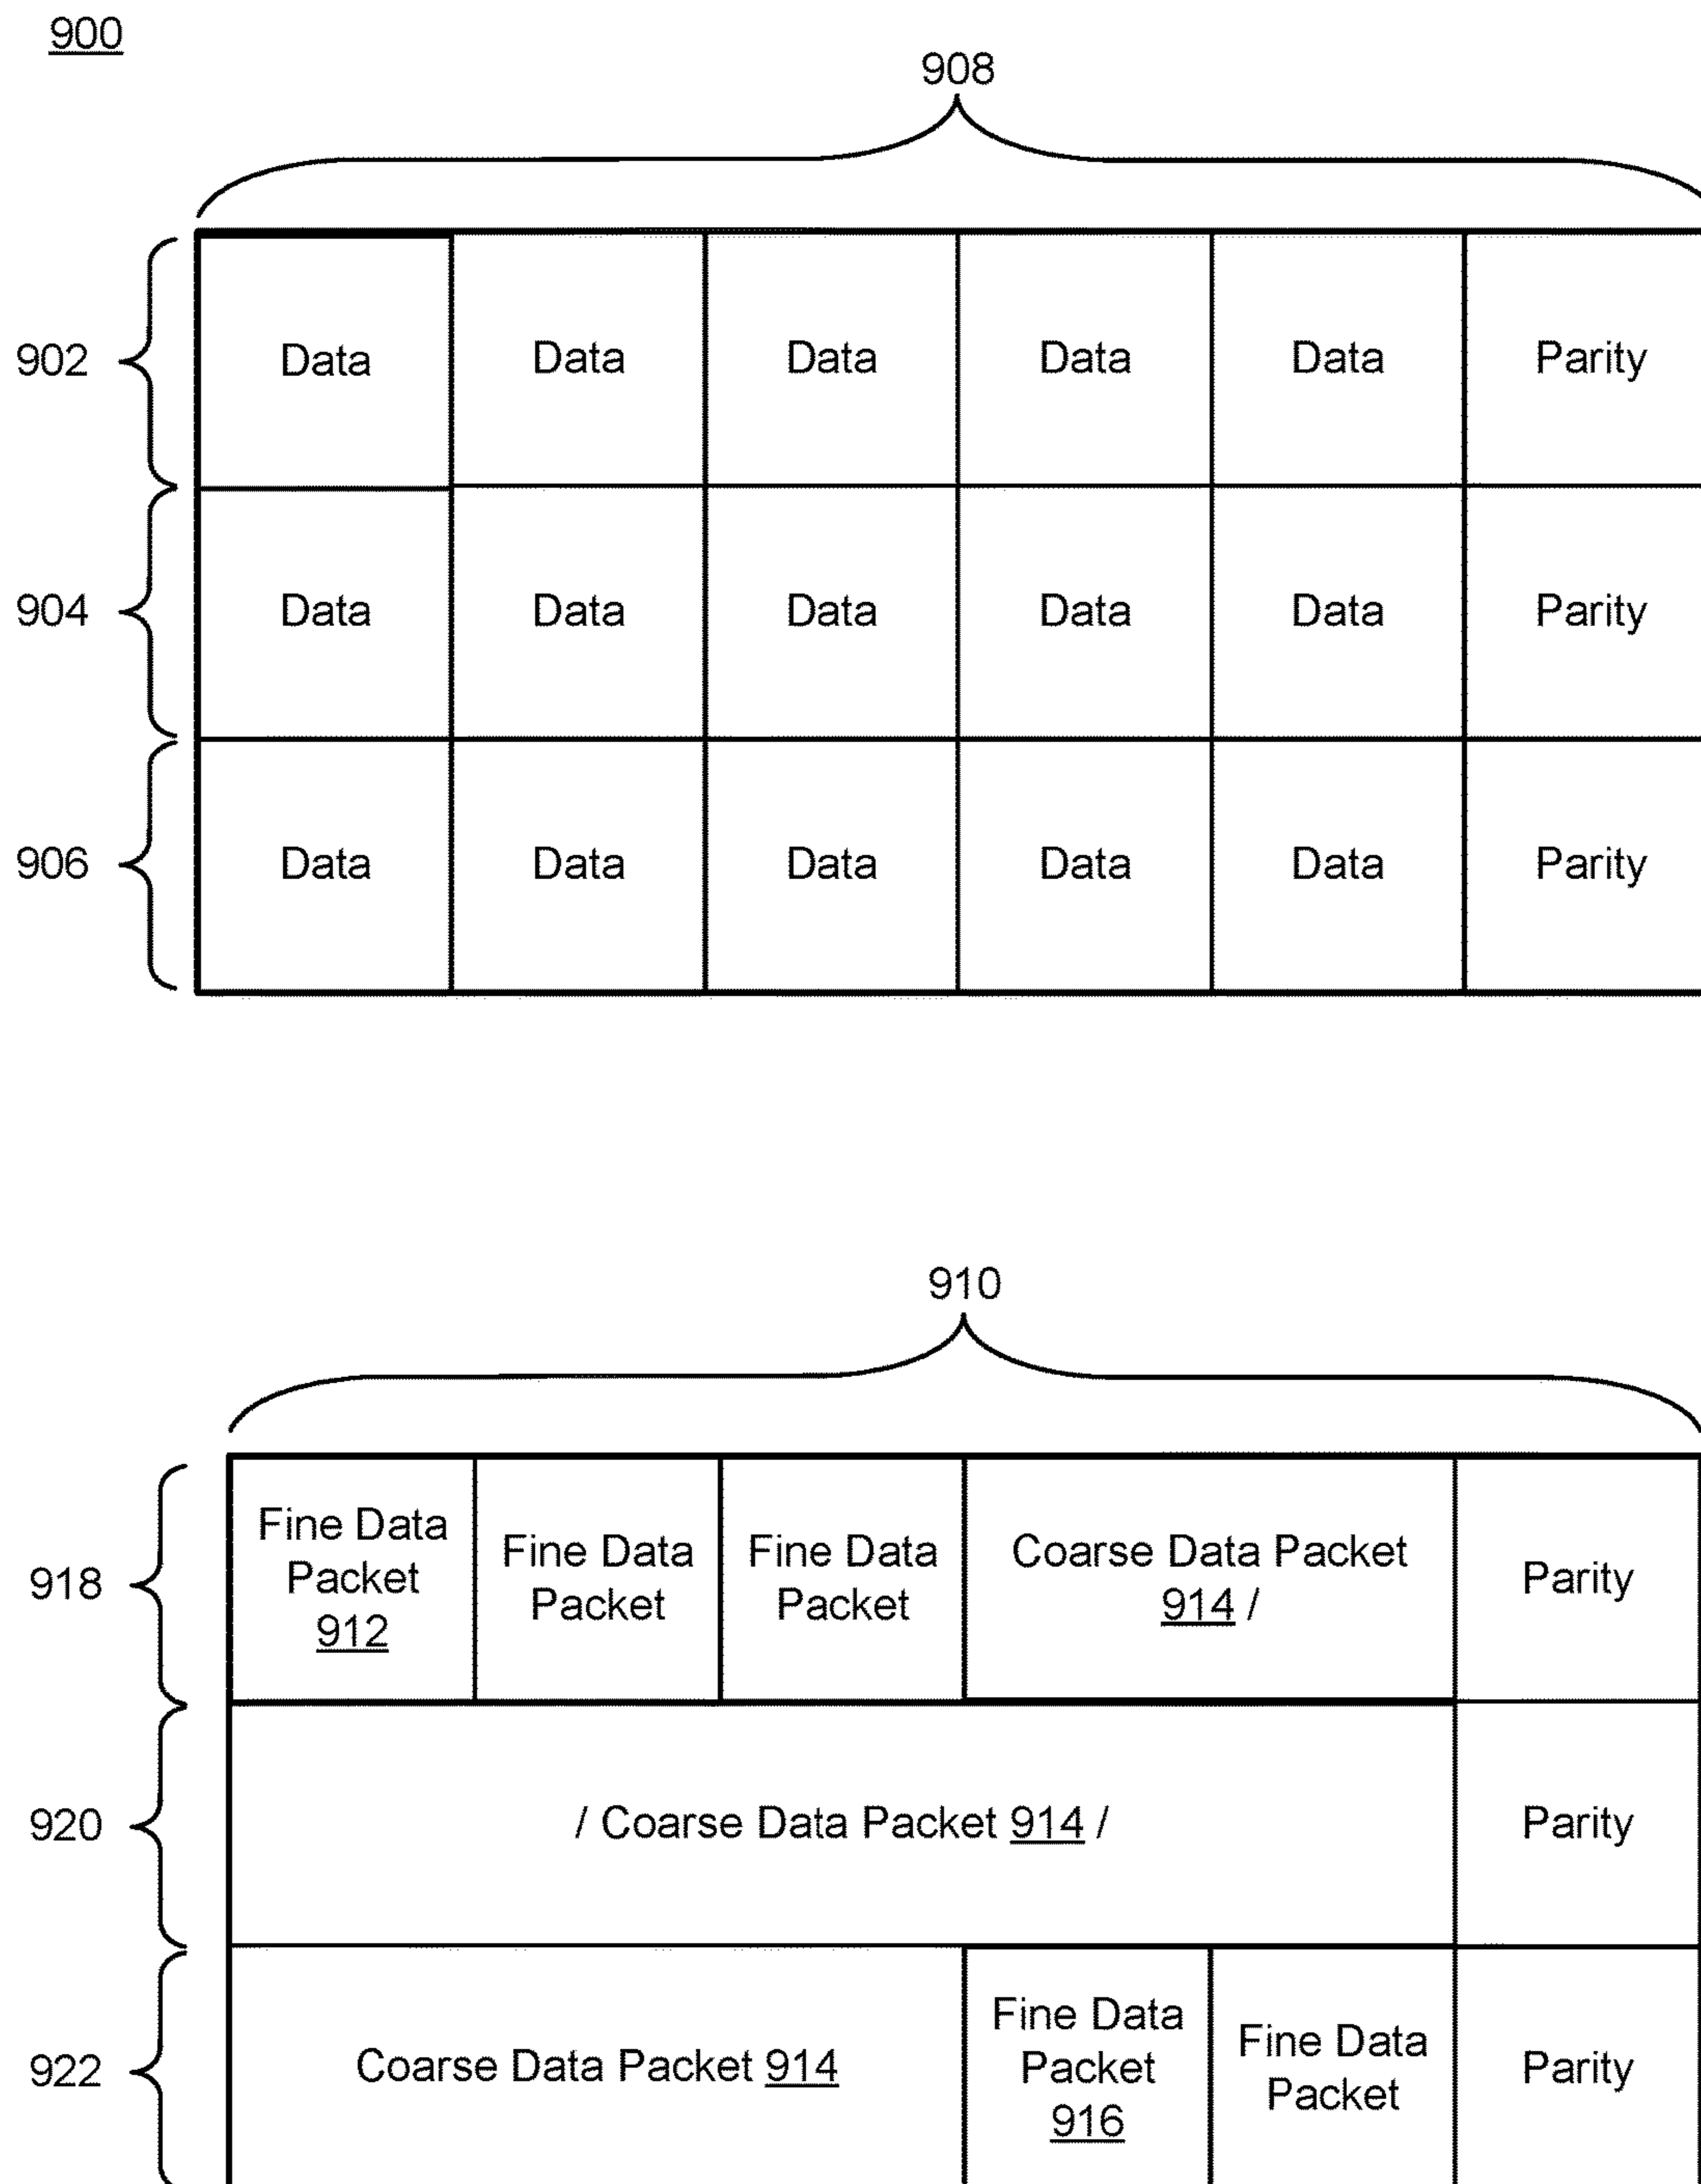 900
908
902
Data Data Data Data Data Parity
904
Data Data Data Data Data Parity
906
Data Data Data Data Data Parity
910
918
Fine Data
Packet
912
Fine Data
Packet
Fine Data
Packet
Coarse Data Packet
914 /
Parity
920
/ Coarse Data Packet 914 /
Parity
922
Coarse Data Packet 914
Fine Data
Packet
916
Fine Data
Packet
Parity